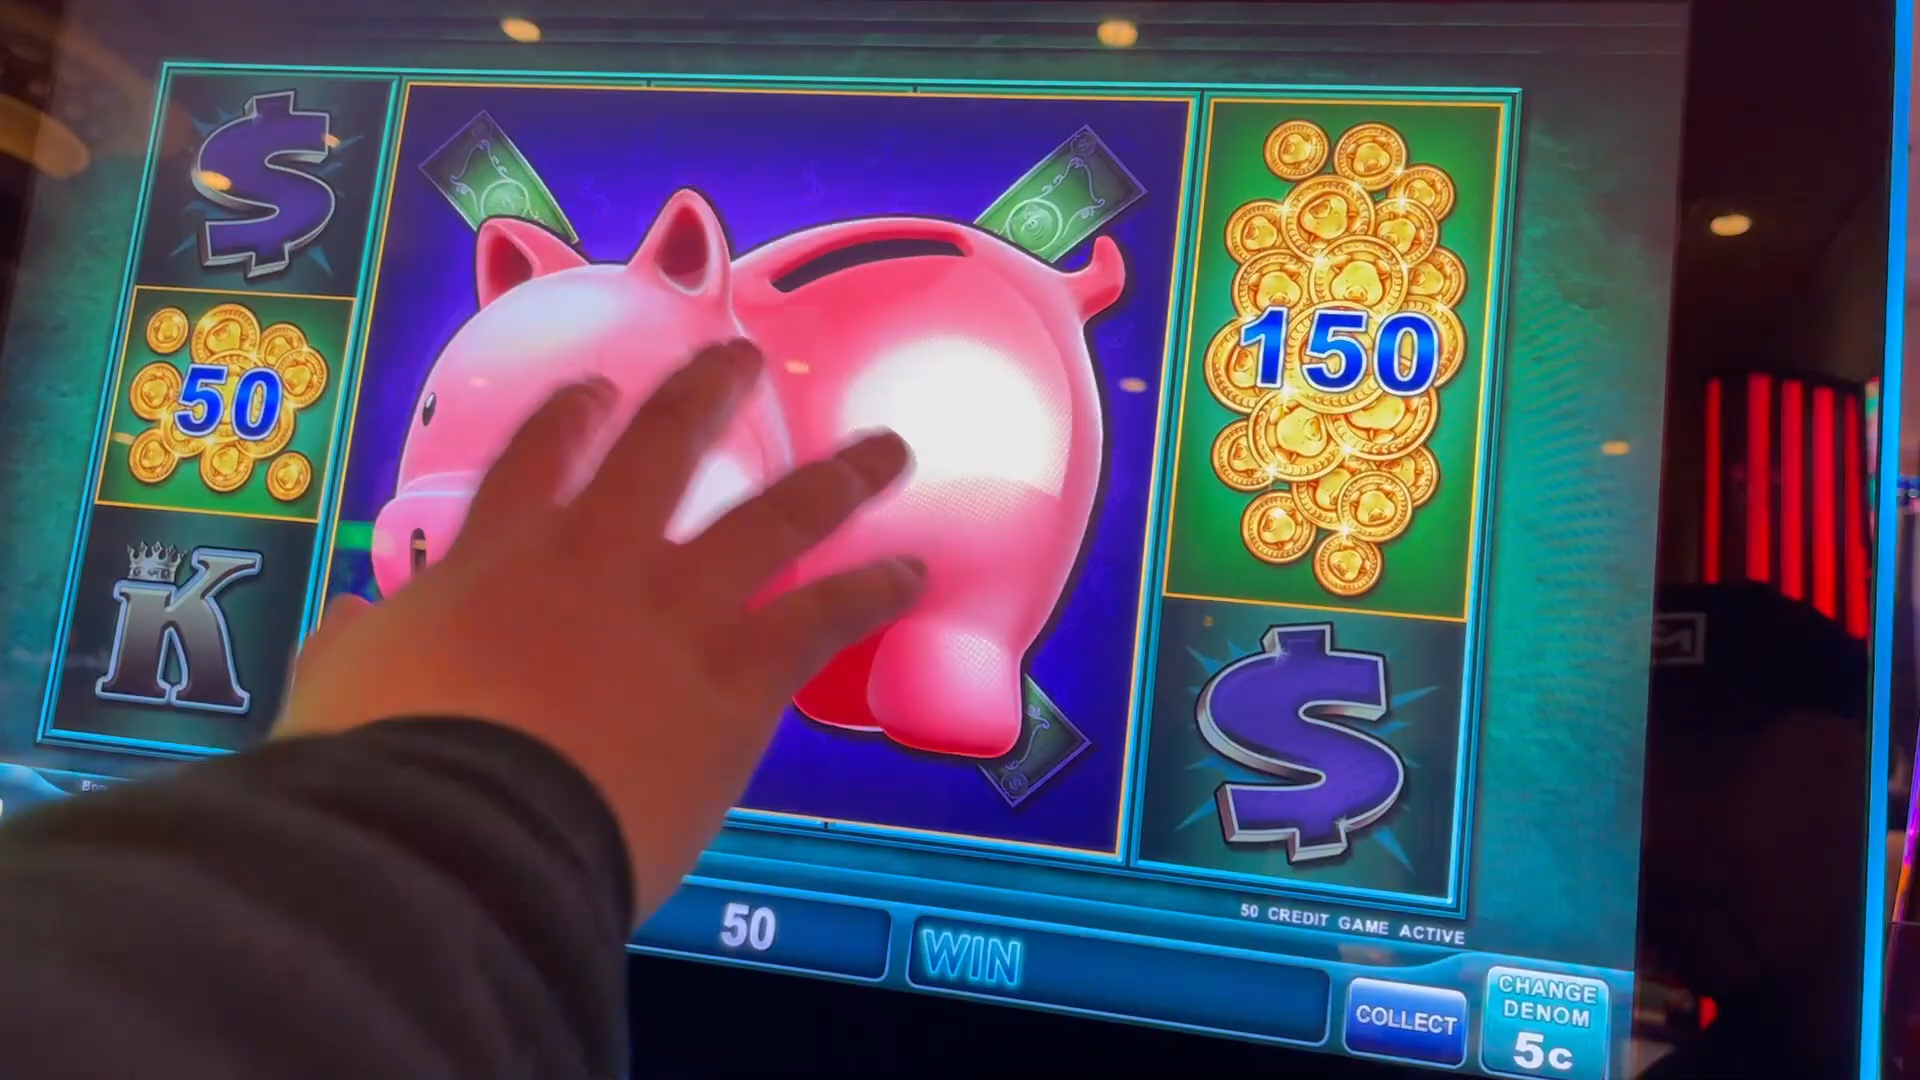 50
150
K
50
50 CREDIT GAME ACTIVE
WIN
COLLECT
CHANGE
DENOM
5c